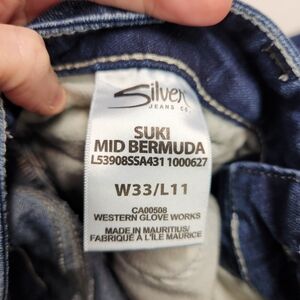 Silver
JEANS CO.
SUKI
MID BERMUDA
L53908SSA431 1000627
W33/L11
CA00508
WESTERN GLOVE WORKS
MADE IN MAURITIUS/
FABRIQUÉ À L'ÎLE MAURICE